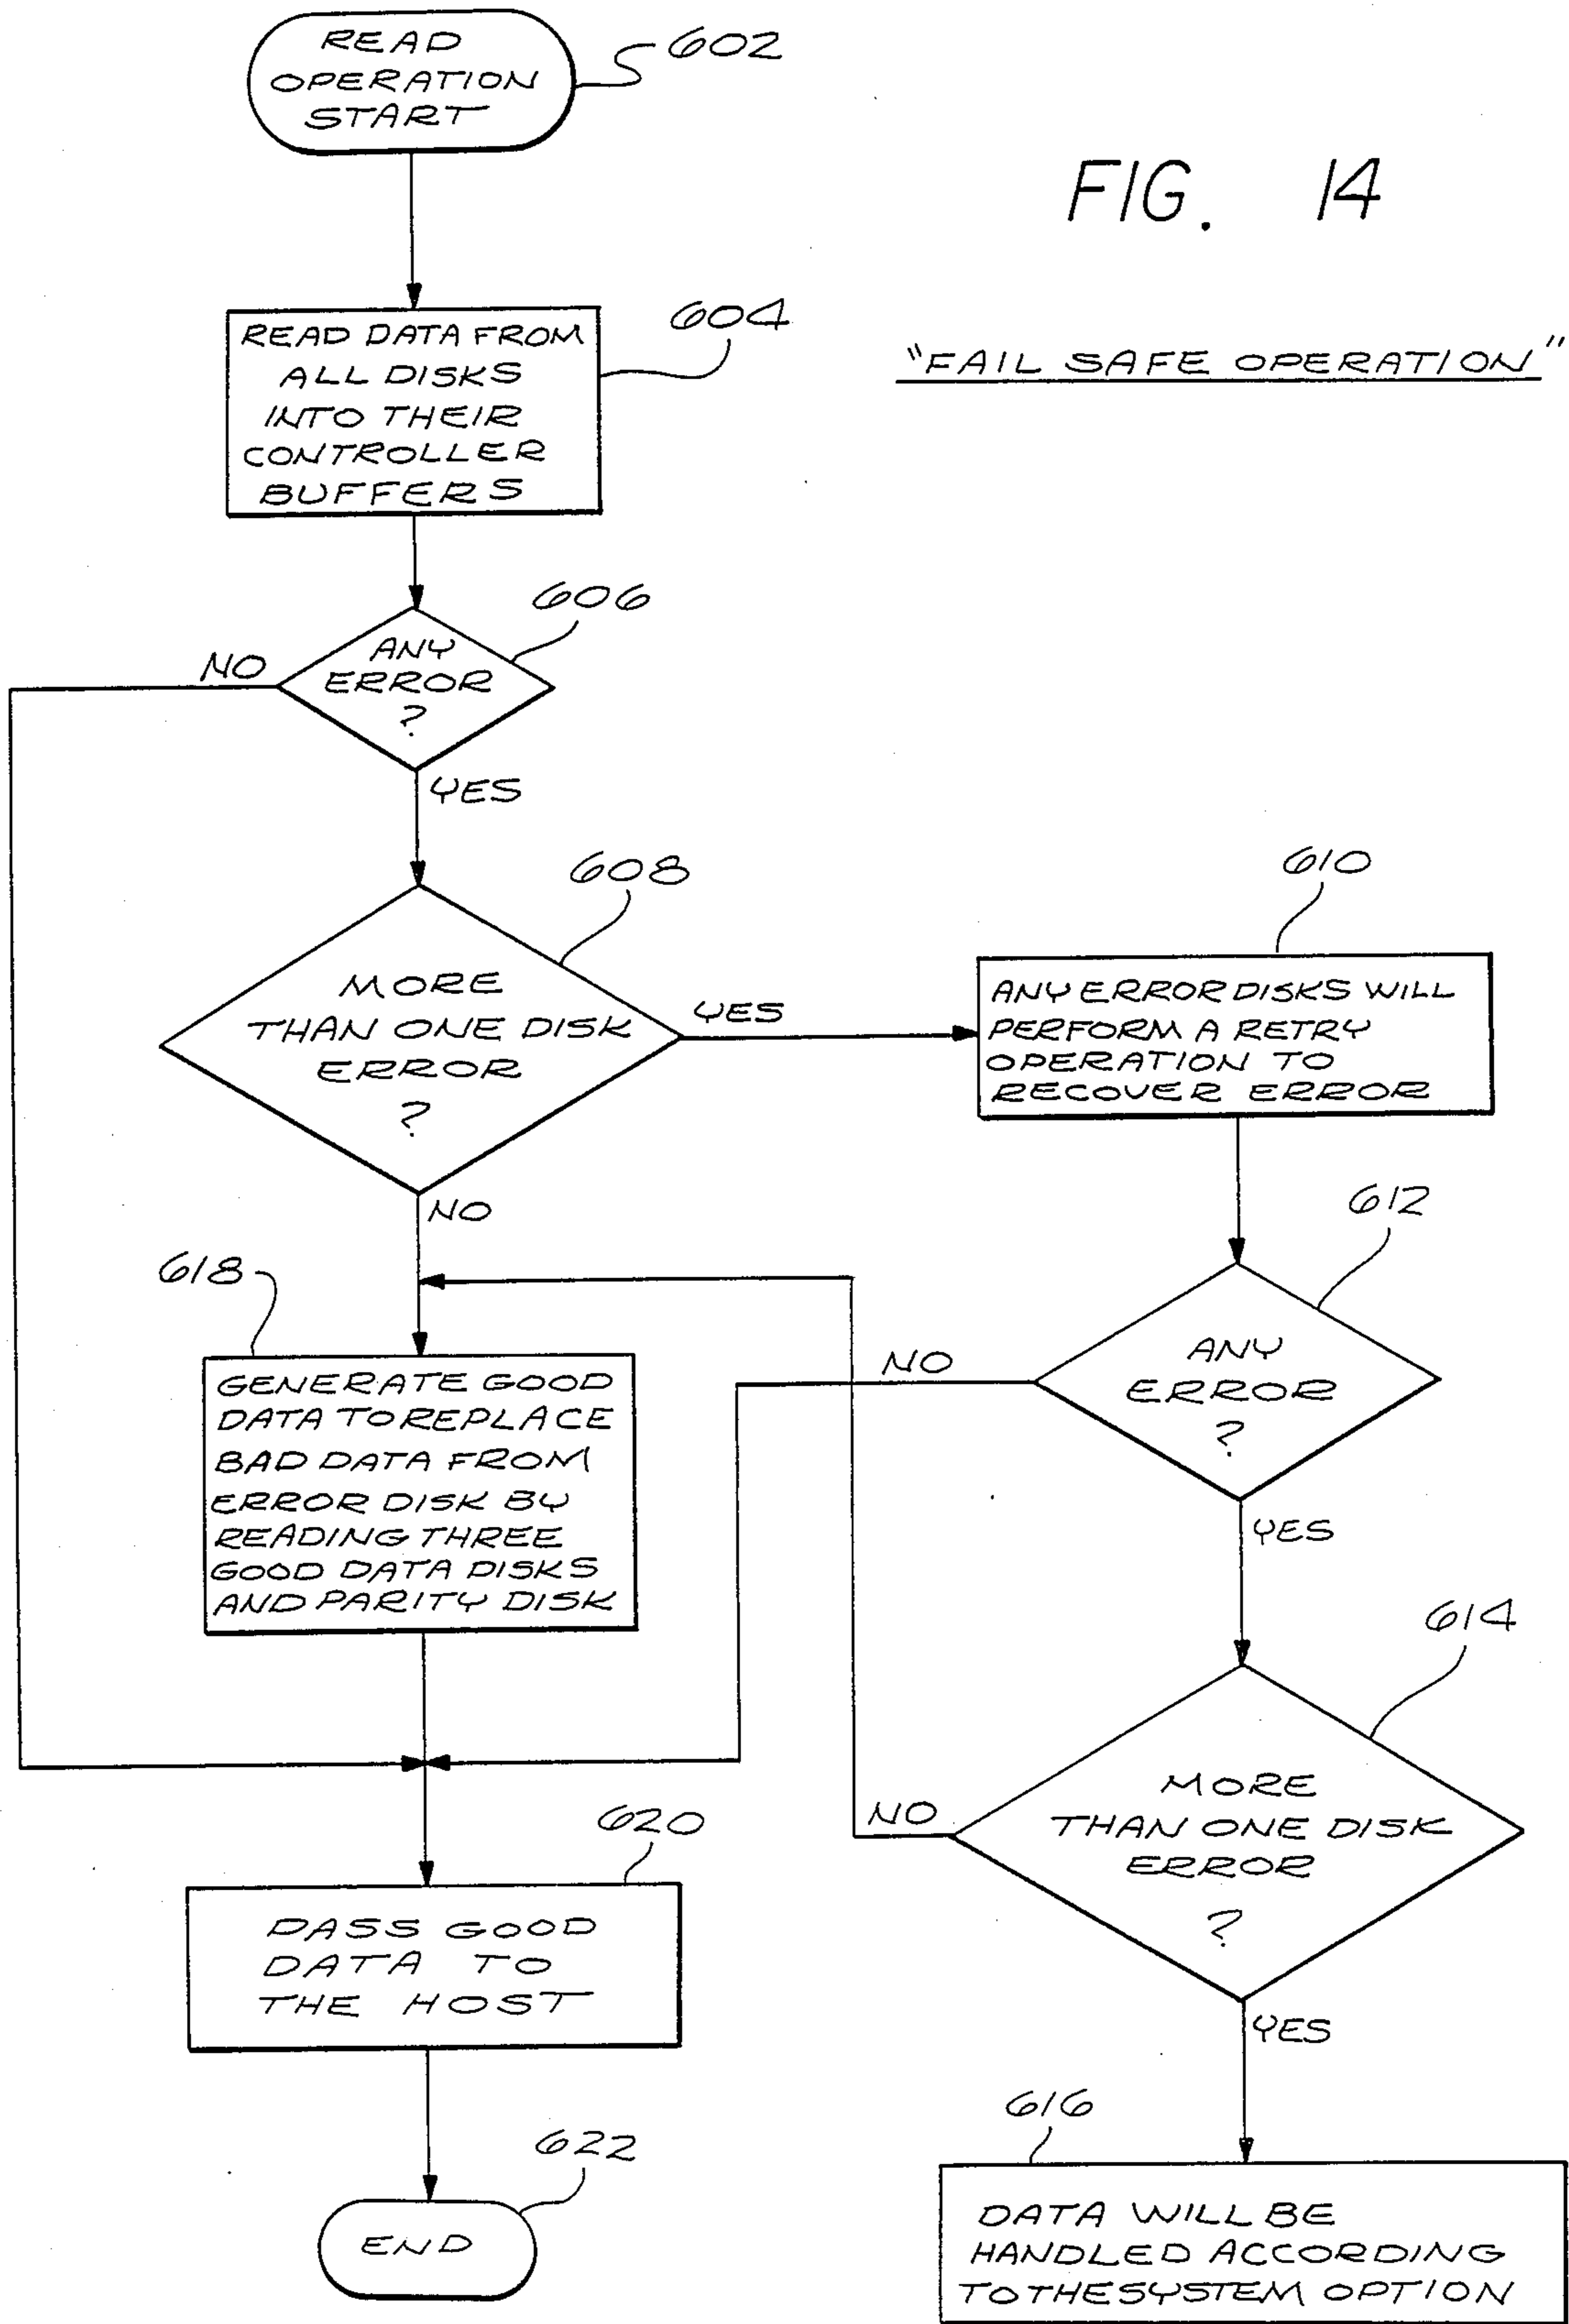 READ
OPERATION
START
602
FIG. 14
"FAIL SAFE OPERATION"
READ DATA FROM
ALL DISKS
INTO THEIR
CONTROLLER
BUFFERS
604
606
NO
ANY
ERROR
?
YES
608
MORE
THAN ONE DISK
ERROR
?
YES
NO
610
ANY ERROR DISKS WILL
PERFORM A RETRY
OPERATION TO
RECOVER ERROR
612
ANY
ERROR
?
NO
YES
618
GENERATE GOOD
DATA TO REPLACE
BAD DATA FROM
ERROR DISK BY
READING THREE
GOOD DATA DISKS
AND PARITY DISK
614
MORE
THAN ONE DISK
ERROR
?
NO
YES
620
PASS GOOD
DATA TO
THE HOST
622
END
616
DATA WILL BE
HANDLED ACCORDING
TO THE SYSTEM OPTION